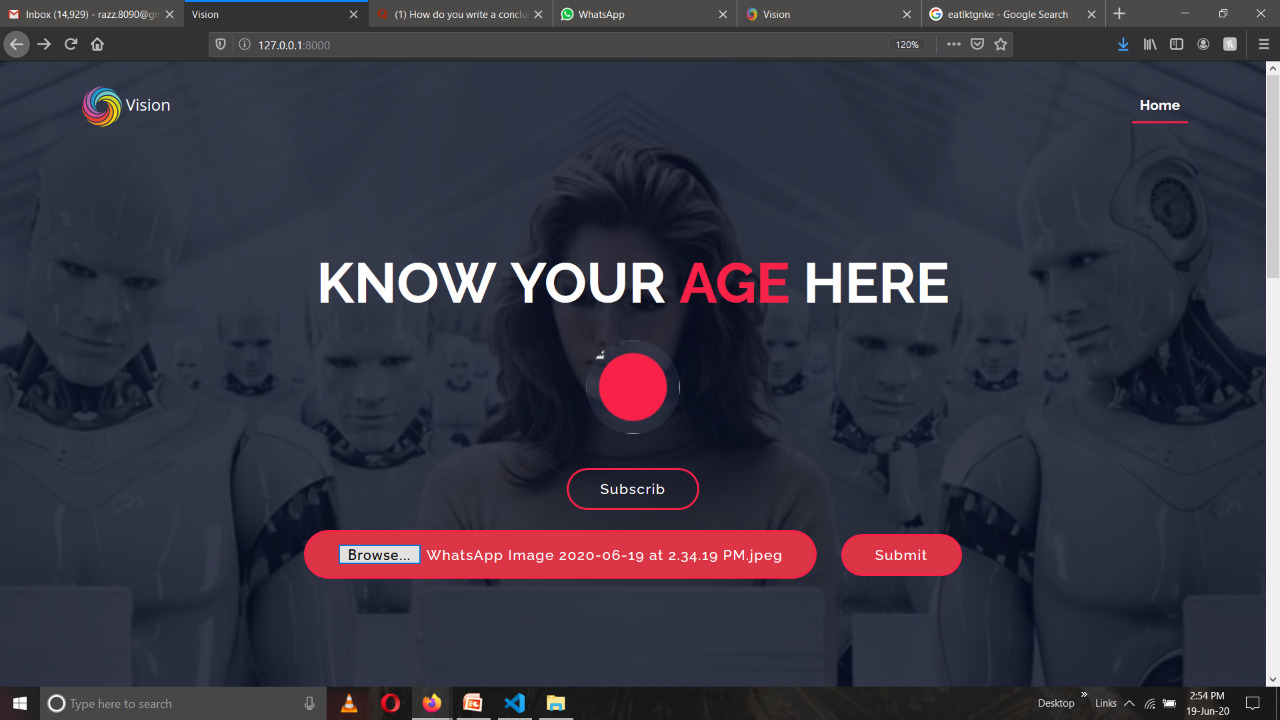 Inbox (14,929) - razz.8090@gr
Vision
(1) How do you write a conclu
WhatsApp
Vision
eatlktgnke - Google Search
127.0.0.1:8000
120%
Vision
Home
KNOW YOUR AGE HERE
Subscrib
Browse... WhatsApp Image 2020-06-19 at 2.34.19 PM.jpeg
Submit
Type here to search
Desktop
Links
2:54 PM
19-Jun-20